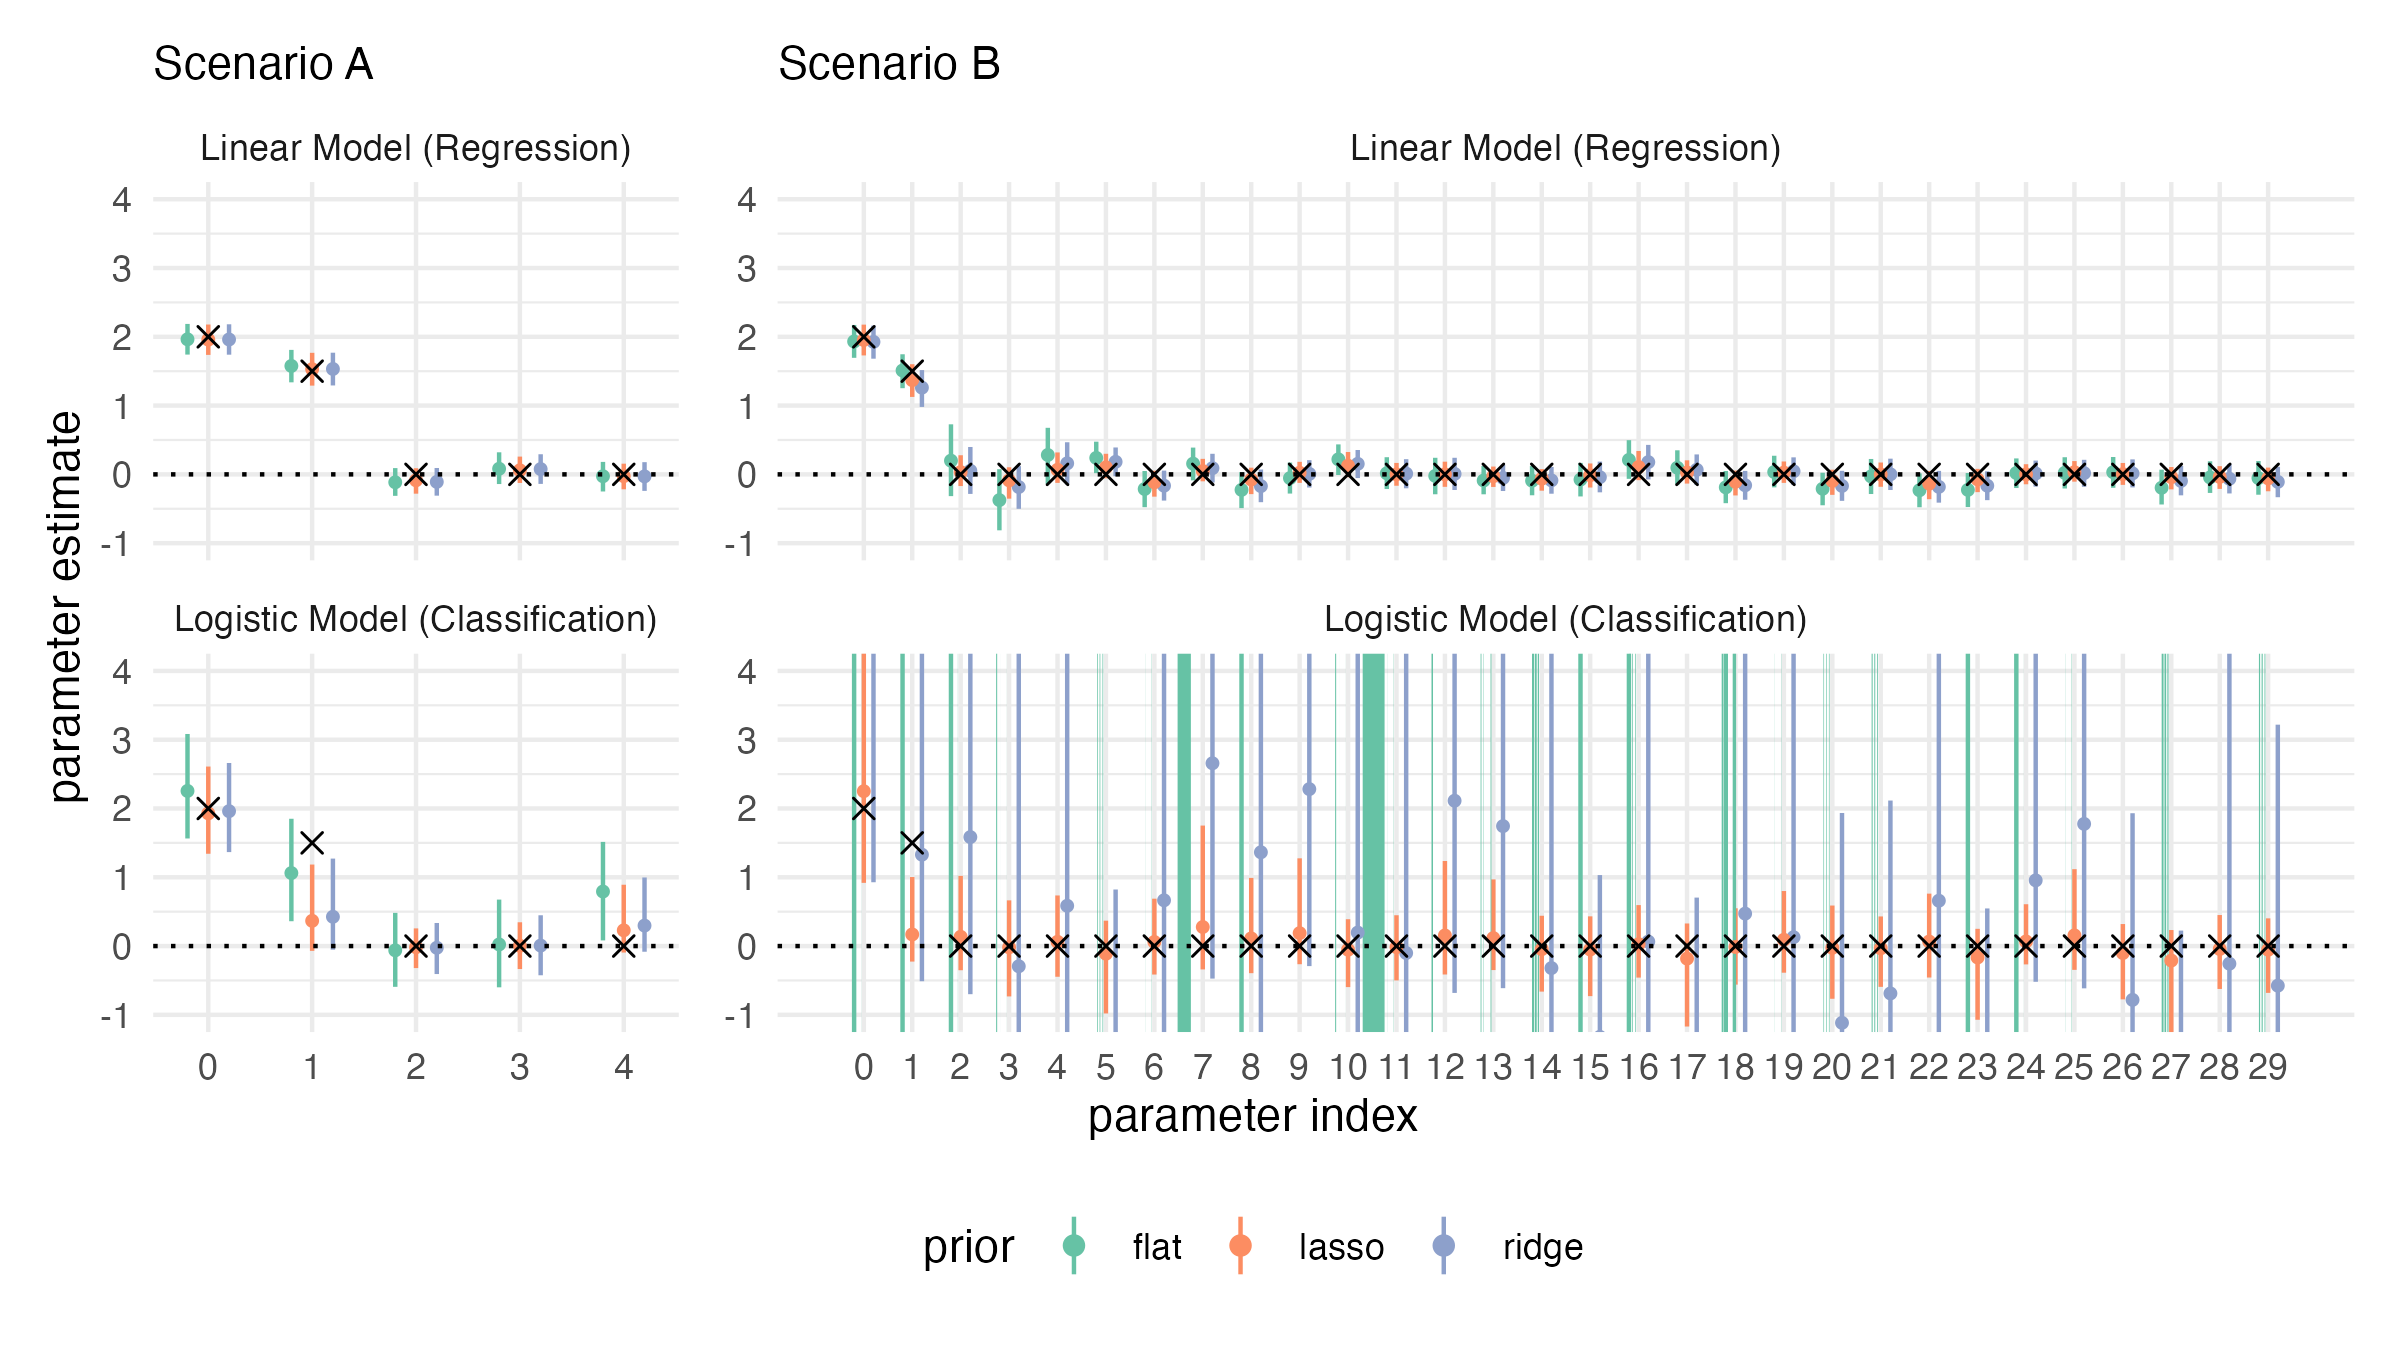 Scenario A
Scenario B
Linear Model (Regression)
Linear Model (Regression)
4
3
2
1
0
-1
4
3
2
1
0
-1
parameter estimate
Logistic Model (Classification)
Logistic Model (Classification)
4
3
2
1
0
-1
4
3
2
1
0
-1
0 1 2 3 4
0 1 2 3 4 5 6 7 8 9 10 11 12 13 14 15 16 17 18 19 20 21 22 23 24 25 26 27 28 29
parameter index
prior flat lasso ridge